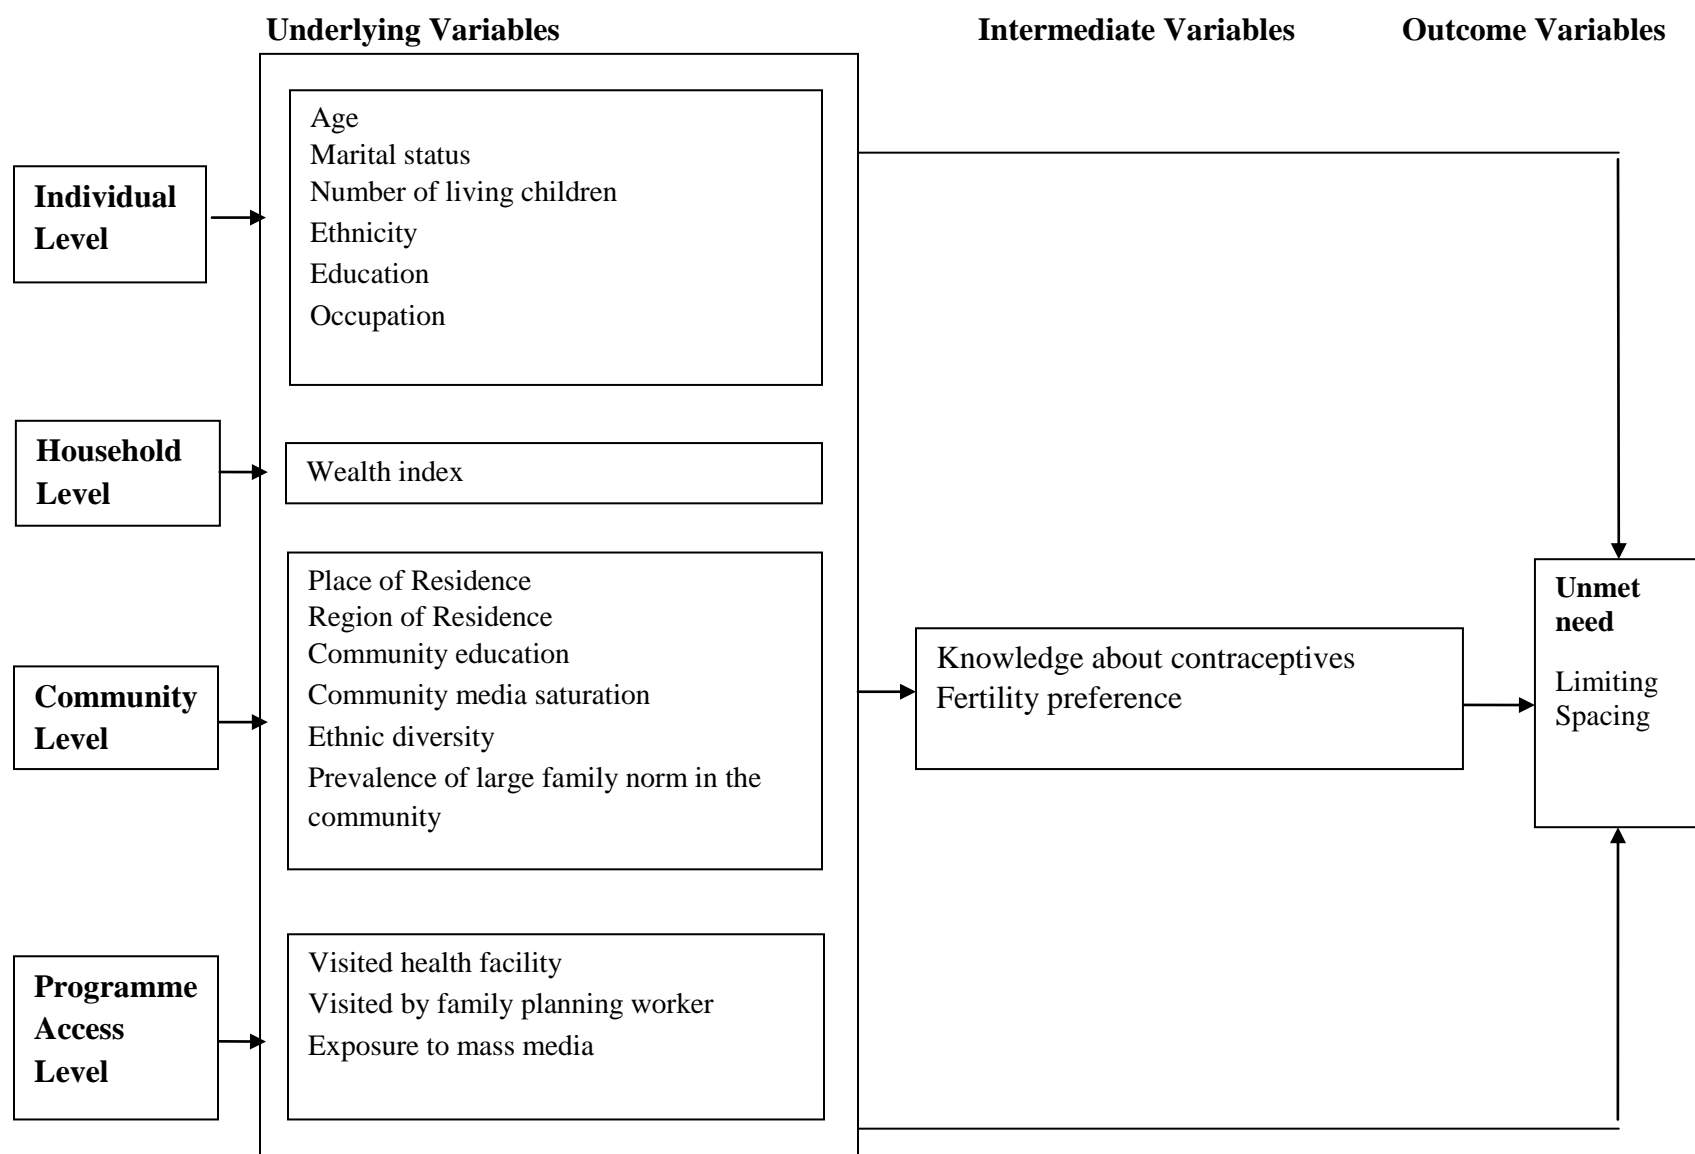 Underlying Variables
Intermediate Variables
Outcome Variables
Individual
Level
Age
Marital status
Number of living children
Ethnicity
Education
Occupation
Household
Level
Wealth index
Community
Level
Place of Residence
Region of Residence
Community education
Community media saturation
Ethnic diversity
Prevalence of large family norm in the
community
Programme
Access
Level
Visited health facility
Visited by family planning worker
Exposure to mass media
Knowledge about contraceptives
Fertility preference
Unmet
need
Limiting
Spacing